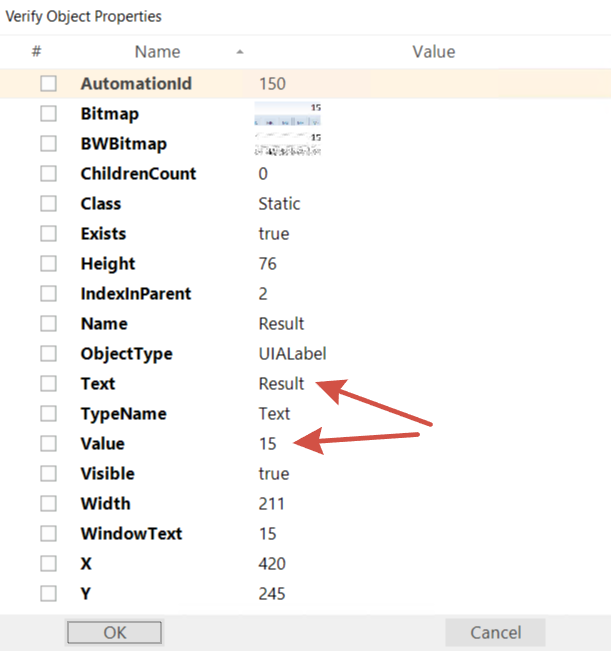 Verify Object Properties
# Name Value
AutomationId 150
Bitmap 15
BWBitmap 15
ChildrenCount 0
Class Static
Exists true
Height 76
IndexInParent 2
Name Result
ObjectType UIALabel
Text Result
TypeName Text
Value 15
Visible true
Width 211
WindowText 15
X 420
Y 245
OK Cancel